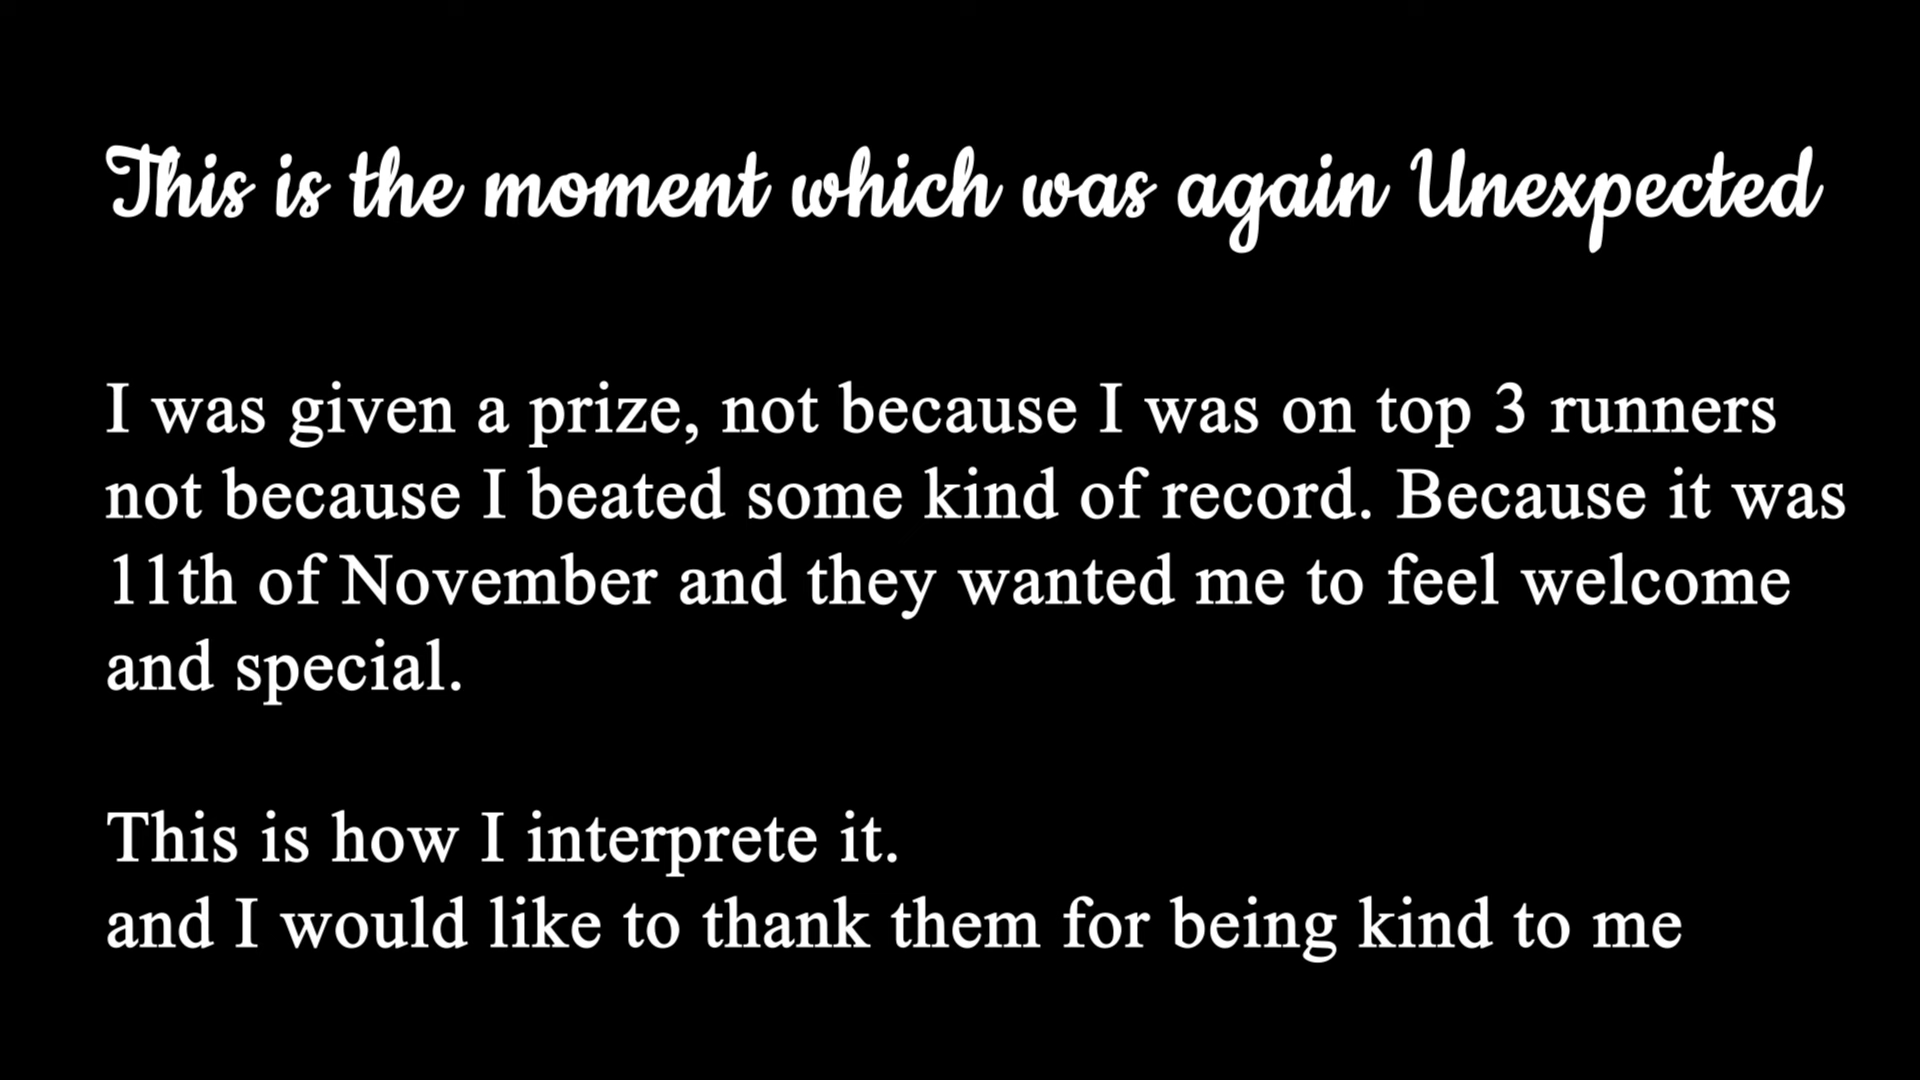 This is the moment which was again Unexpected
I was given a prize, not because I was on top 3 runners
not because I beated some kind of record. Because it was
11th of November and they wanted me to feel welcome
and special.
This is how I interprete it.
and I would like to thank them for being kind to me